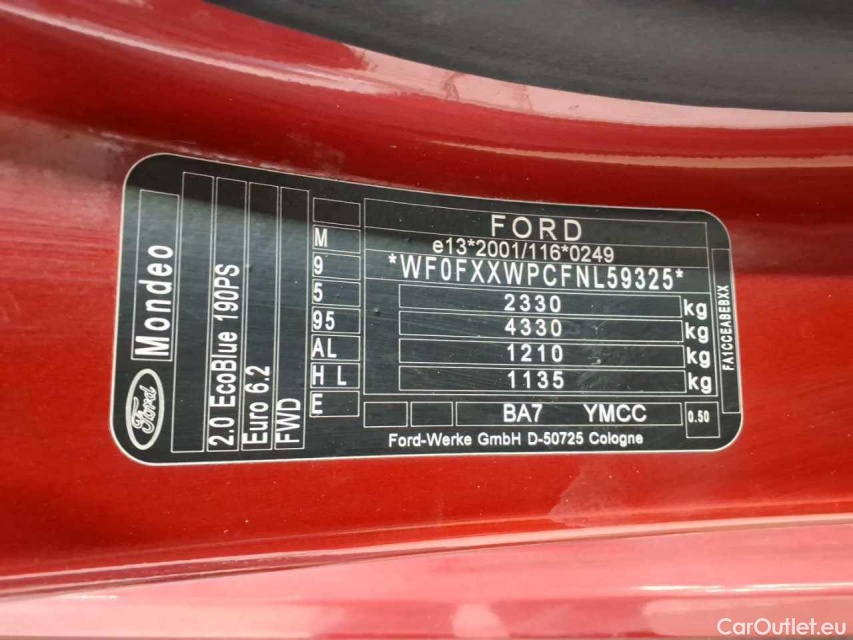 FORD
e13*2001/116*0249
*WF0FXXWPCFNL59325*
2330 kg
4330 kg
1210 kg
1135 kg
BA7 YMCC 0.50
Ford-Werke GmbH D-50725 Cologne
M
9
5
95
AL
H L
E
Mondeo
Ford
2.0 EcoBlue 190PS
Euro 6.2
FWD
FA1CCEABEBXX
CarOutlet.eu